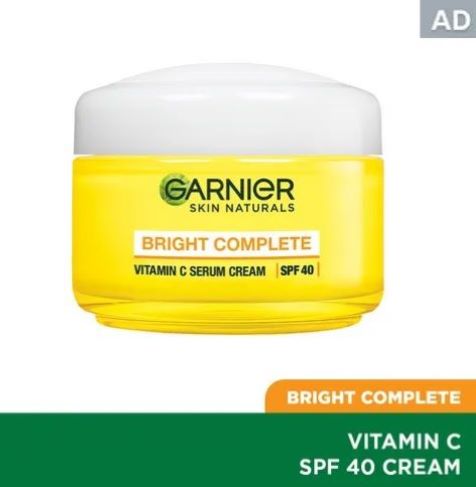 AD
GARNIER
SKIN NATURALS
BRIGHT COMPLETE
VITAMIN C SERUM CREAM | SPF 40 |
BRIGHT COMPLETE
VITAMIN C
SPF 40 CREAM